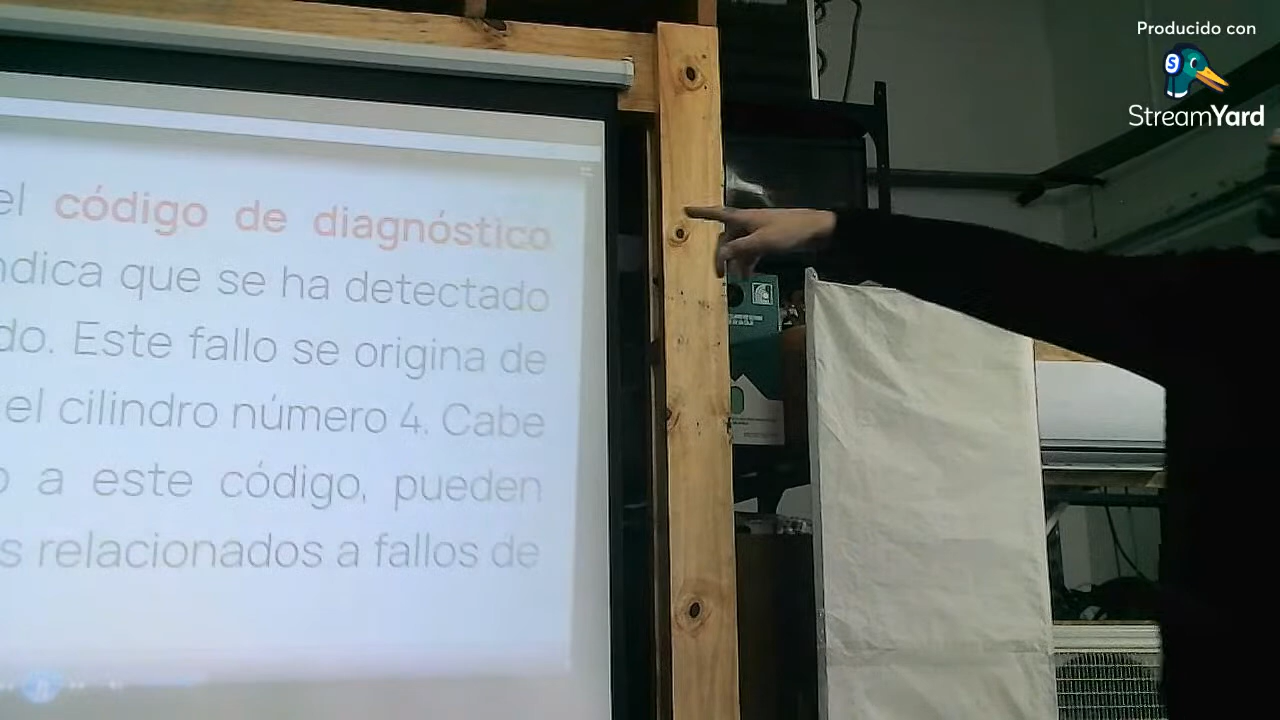 Producido con
StreamYard
el código de diagnóstico
indica que se ha detectado
do. Este fallo se origina de
el cilindro número 4. Cabe
o a este código, pueden
s relacionados a fallos de